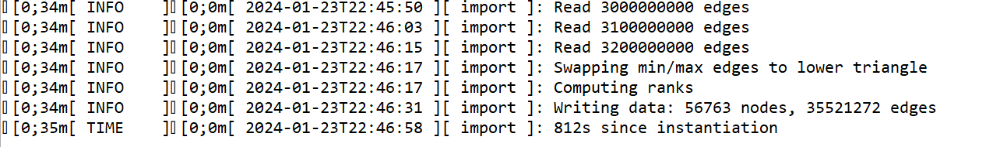 [0;34m[ INFO    ][0;0m[ 2024-01-23T22:45:50 ][ import ]: Read 3000000000 edges
[0;34m[ INFO    ][0;0m[ 2024-01-23T22:46:03 ][ import ]: Read 3100000000 edges
[0;34m[ INFO    ][0;0m[ 2024-01-23T22:46:15 ][ import ]: Read 3200000000 edges
[0;34m[ INFO    ][0;0m[ 2024-01-23T22:46:17 ][ import ]: Swapping min/max edges to lower triangle
[0;34m[ INFO    ][0;0m[ 2024-01-23T22:46:17 ][ import ]: Computing ranks
[0;34m[ INFO    ][0;0m[ 2024-01-23T22:46:31 ][ import ]: Writing data: 56763 nodes, 35521272 edges
[0;35m[ TIME    ][0;0m[ 2024-01-23T22:46:58 ][ import ]: 812s since instantiation